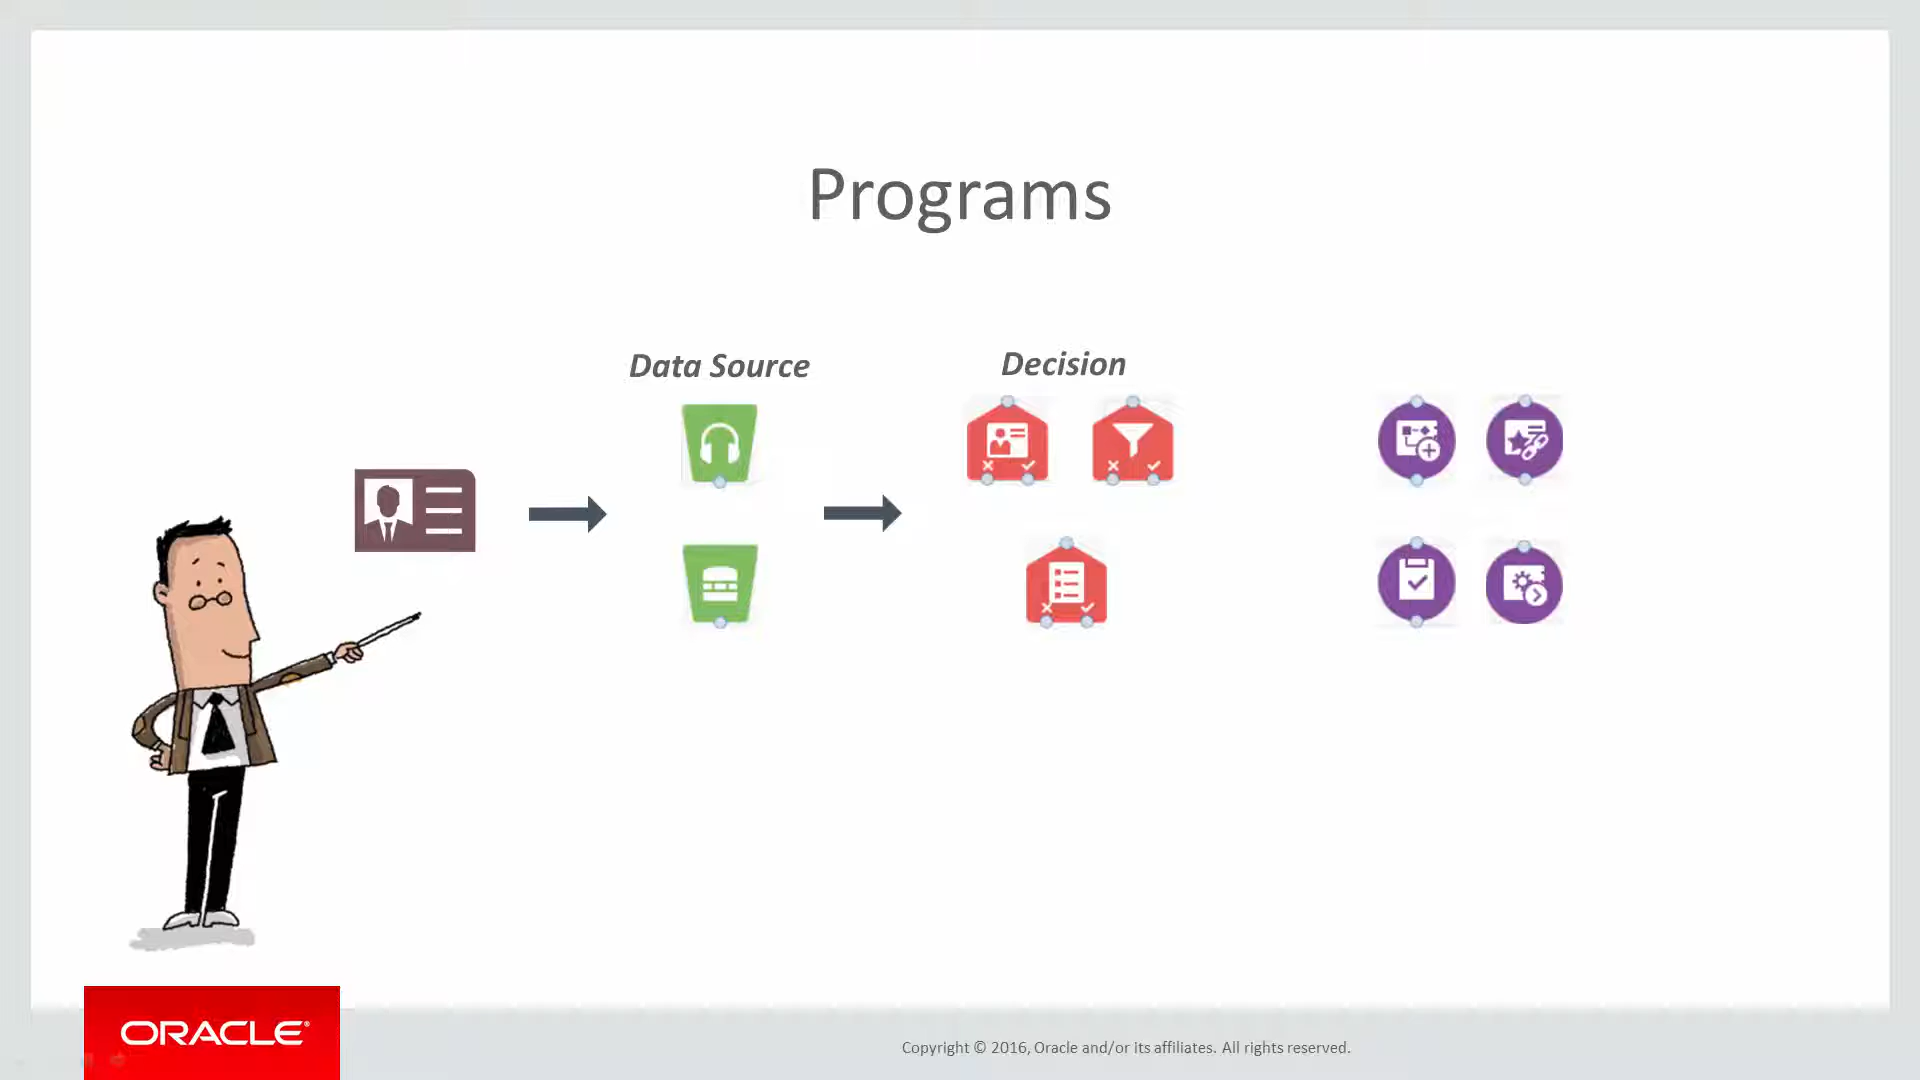 Programs
Data Source
Decision
ORACLE®
Copyright © 2016, Oracle and/or its affiliates. All rights reserved.